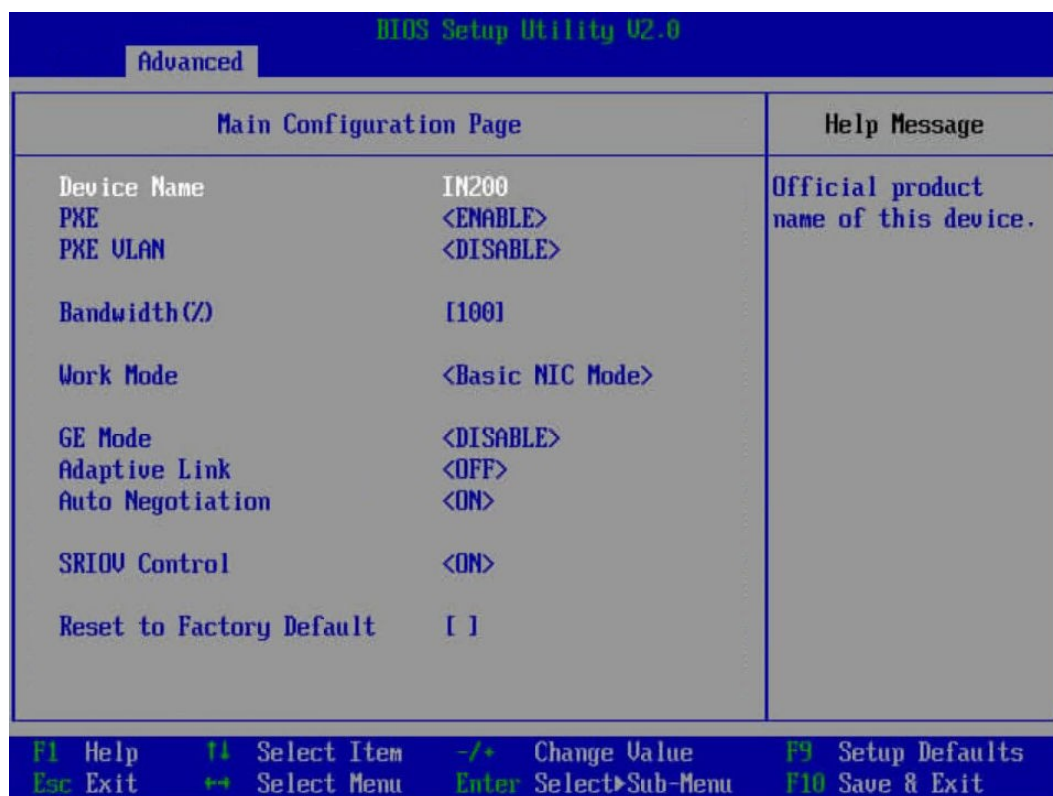 BIOS Setup Utility V2.0
Advanced
Main Configuration Page
Help Message
Device Name IN200
PXE <ENABLE>
PXE VLAN <DISABLE>
Bandwidth(%) [100]
Work Mode <Basic NIC Mode>
GE Mode <DISABLE>
Adaptive Link <OFF>
Auto Negotiation <ON>
SRIOV Control <ON>
Reset to Factory Default [ ]
Official product
name of this device.
F1 Help ↑↓ Select Item -/+ Change Value F9 Setup Defaults
Esc Exit ←→ Select Menu Enter Select▶Sub-Menu F10 Save & Exit